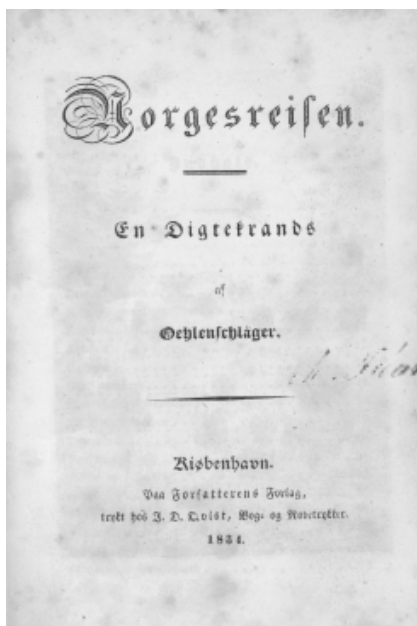 Norgesreisen.
En Digtekrands
af
Oehlenschläger.
Kiøbenhavn.
Paa Forfatterens Forlag,
trykt hos J. D. Qvist, Bog- og Nodetrykker.